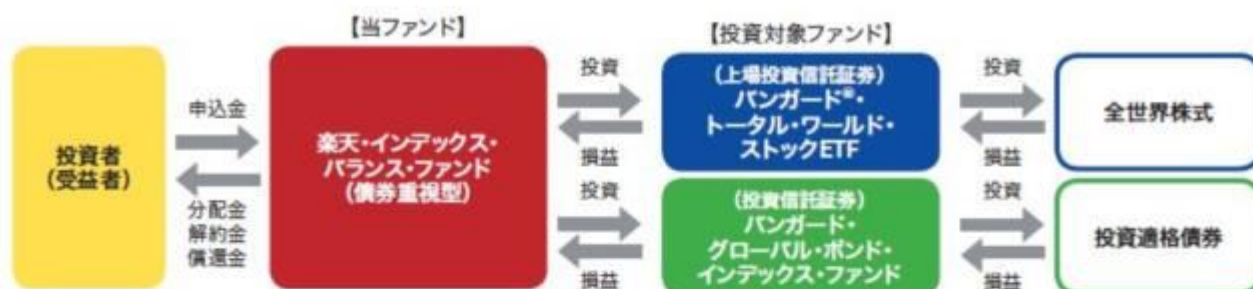 【当ファンド】
【投資対象ファンド】
投資者
(受益者)
申込金
分配金
解約金
償還金
楽天・インデックス・
バランス・ファンド
(債券重視型)
投資
損益
投資
損益
(上場投資信託証券)
バンガード®・
トータル・ワールド・
ストックETF
(投資信託証券)
バンガード・
グローバル・ボンド・
インデックス・ファンド
投資
損益
投資
損益
全世界株式
投資適格債券